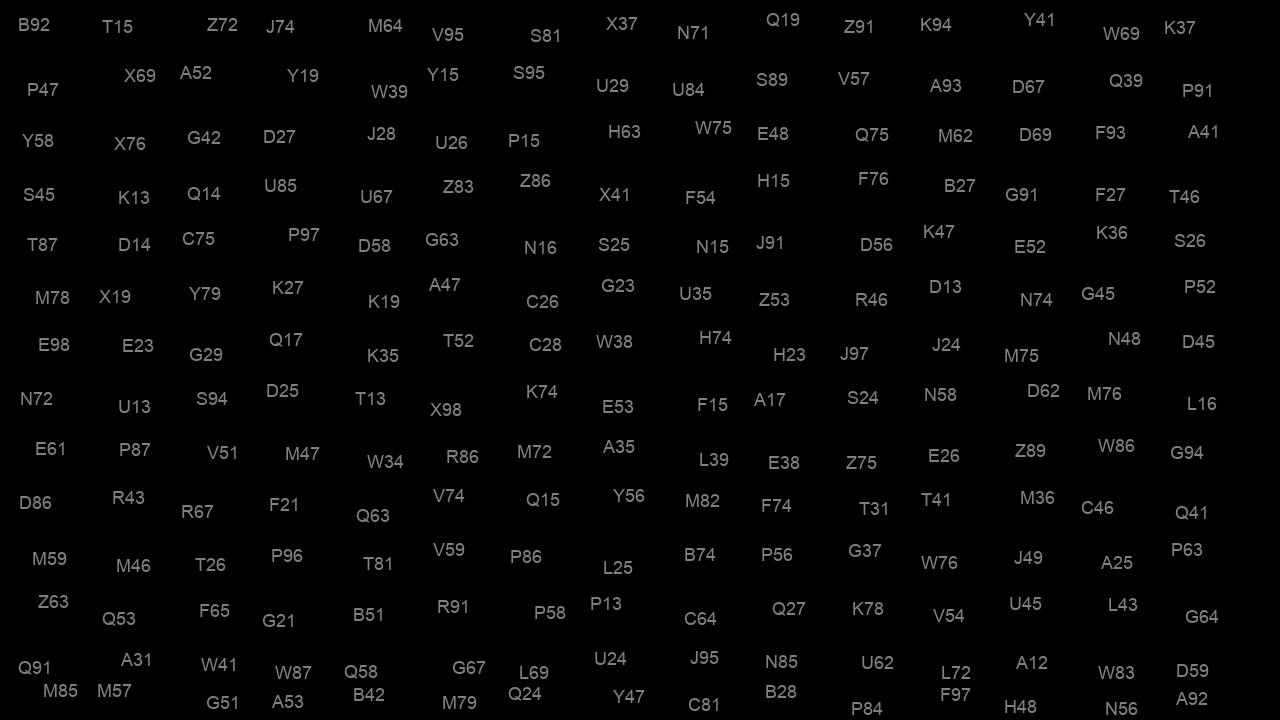 B92 T15 Z72 J74 M64 V95 S81 X37 N71 Q19 Z91 K94 Y41 W69 K37
P47 X69 A52 Y19 W39 Y15 S95 U29 U84 S89 V57 A93 D67 Q39 P91
Y58 X76 G42 D27 J28 U26 P15 H63 W75 E48 Q75 M62 D69 F93 A41
S45 K13 Q14 U85 U67 Z83 Z86 X41 F54 H15 F76 B27 G91 F27 T46
T87 D14 C75 P97 D58 G63 N16 S25 N15 J91 D56 K47 E52 K36 S26
M78 X19 Y79 K27 K19 A47 C26 G23 U35 Z53 R46 D13 N74 G45 P52
E98 E23 G29 Q17 K35 T52 C28 W38 H74 H23 J97 J24 M75 N48 D45
N72 U13 S94 D25 T13 X98 K74 E53 F15 A17 S24 N58 D62 M76 L16
E61 P87 V51 M47 W34 R86 M72 A35 L39 E38 Z75 E26 Z89 W86 G94
D86 R43 R67 F21 Q63 V74 Q15 Y56 M82 F74 T31 T41 M36 C46 Q41
M59 M46 T26 P96 T81 V59 P86 L25 B74 P56 G37 W76 J49 A25 P63
Z63 Q53 F65 G21 B51 R91 P58 P13 C64 Q27 K78 V54 U45 L43 G64
Q91 A31 W41 W87 Q58 G67 L69 U24 J95 N85 U62 L72 A12 W83 D59
M85 M57 G51 A53 B42 M79 Q24 Y47 C81 B28 P84 F97 H48 N56 A92